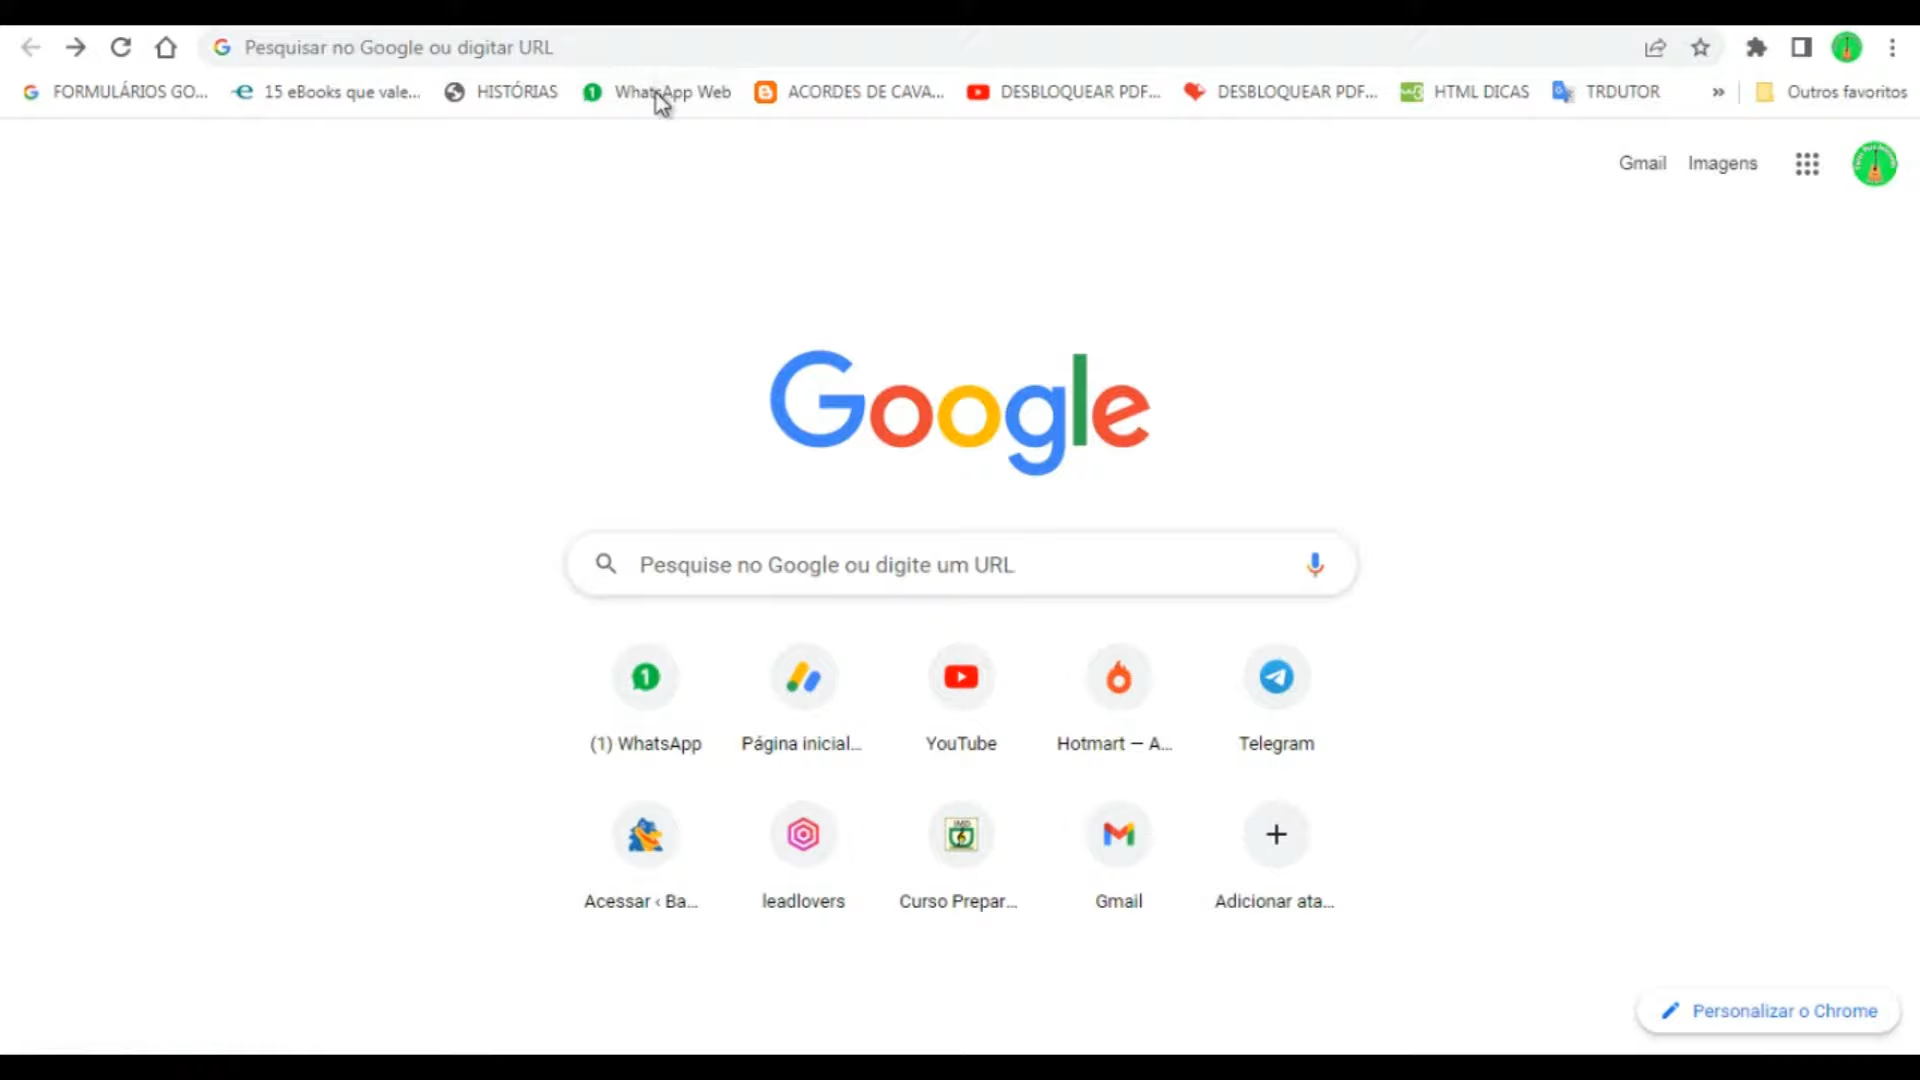 Pesquisar no Google ou digitar URL
FORMULÁRIOS GO... 15 eBooks que vale... HISTÓRIAS WhatsApp Web ACORDES DE CAVA... DESBLOQUEAR PDF... DESBLOQUEAR PDF... HTML DICAS TRDUTOR » Outros favoritos
Gmail Imagens
Google
Pesquise no Google ou digite um URL
(1) WhatsApp Página inicial... YouTube Hotmart — A... Telegram
Acessar ‹ Ba... leadlovers Curso Prepar... Gmail Adicionar ata...
Personalizar o Chrome